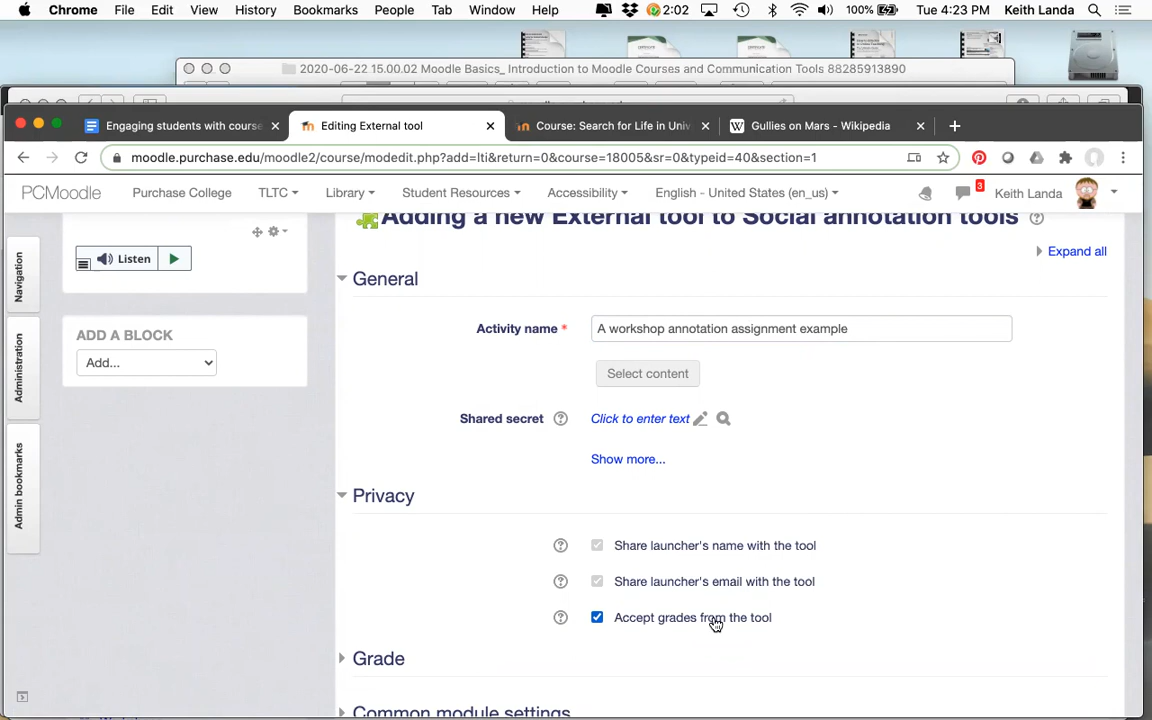 Chrome File Edit View History Bookmarks People Tab Window Help 2:02 100% Tue 4:23 PM Keith Landa
2020-06-22 15.00.02 Moodle Basics_ Introduction to Moodle Courses and Communication Tools 88285913890
Engaging students with course Editing External tool Course: Search for Life in Univ Gullies on Mars - Wikipedia
moodle.purchase.edu/moodle2/course/modedit.php?add=lti&return=0&course=18005&sr=0&typeid=40&section=1
PCMoodle Purchase College TLTC Library Student Resources Accessibility English - United States (en_us) 3 Keith Landa
Adding a new External tool to Social annotation tools
Expand all
Navigation
Listen
General
Activity name * A workshop annotation assignment example
ADD A BLOCK
Add...
Administration
Select content
Shared secret Click to enter text
Show more...
Admin bookmarks
Privacy
Share launcher's name with the tool
Share launcher's email with the tool
Accept grades from the tool
Grade
Common module settings